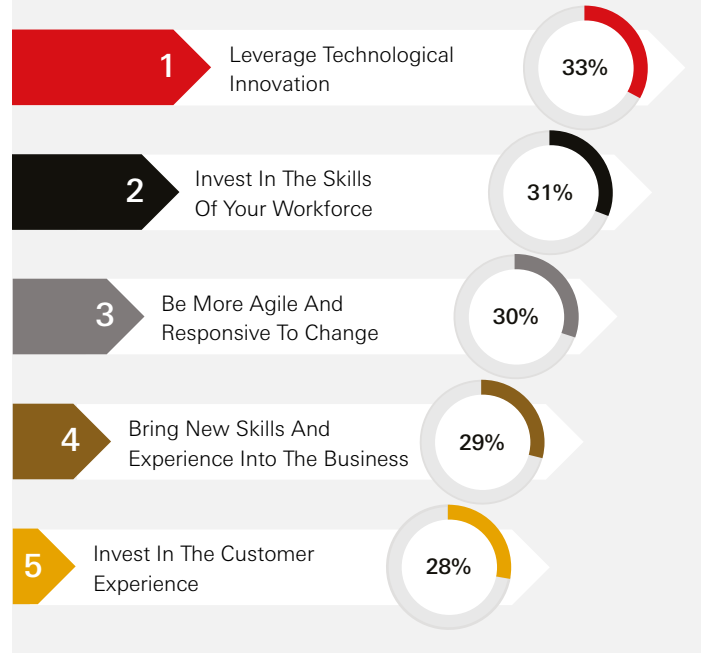 1
Leverage Technological
Innovation
33%
2
Invest In The Skills
Of Your Workforce
31%
3
Be More Agile And
Responsive To Change
30%
4
Bring New Skills And
Experience Into The Business
29%
5
Invest In The Customer
Experience
28%